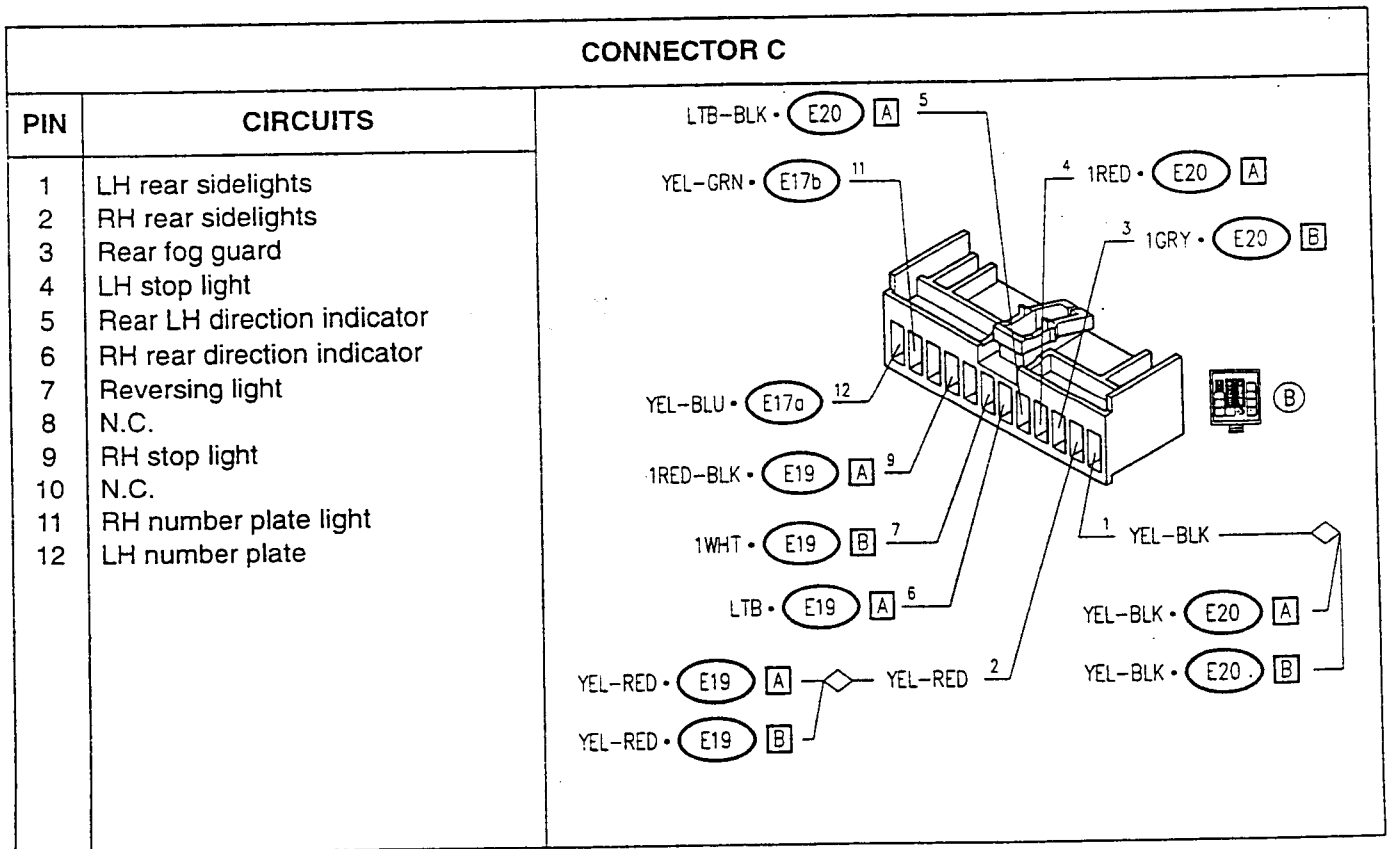 CONNECTOR C
PIN CIRCUITS
1 LH rear sidelights
2 RH rear sidelights
3 Rear fog guard
4 LH stop light
5 Rear LH direction indicator
6 RH rear direction indicator
7 Reversing light
8 N.C.
9 RH stop light
10 N.C.
11 RH number plate light
12 LH number plate
LTB-BLK • E20 A 5
YEL-GRN • E17b 11
4 1RED • E20 A
3 1GRY • E20 B
YEL-BLU • E17a 12
B
1RED-BLK • E19 A 9
1WHT • E19 B 7
1 YEL-BLK
LTB • E19 A 6
YEL-BLK • E20 A
YEL-RED • E19 A YEL-RED 2
YEL-BLK • E20 B
YEL-RED • E19 B